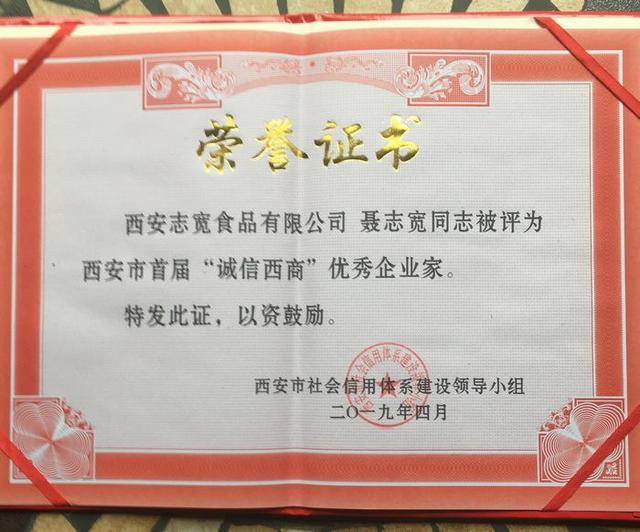 荣誉证书
西安志宽食品有限公司 聂志宽同志被评为
西安市首届“诚信西商”优秀企业家。
特发此证，以资鼓励。
西安市社会信用体系建设领导小组
二〇一九年四月